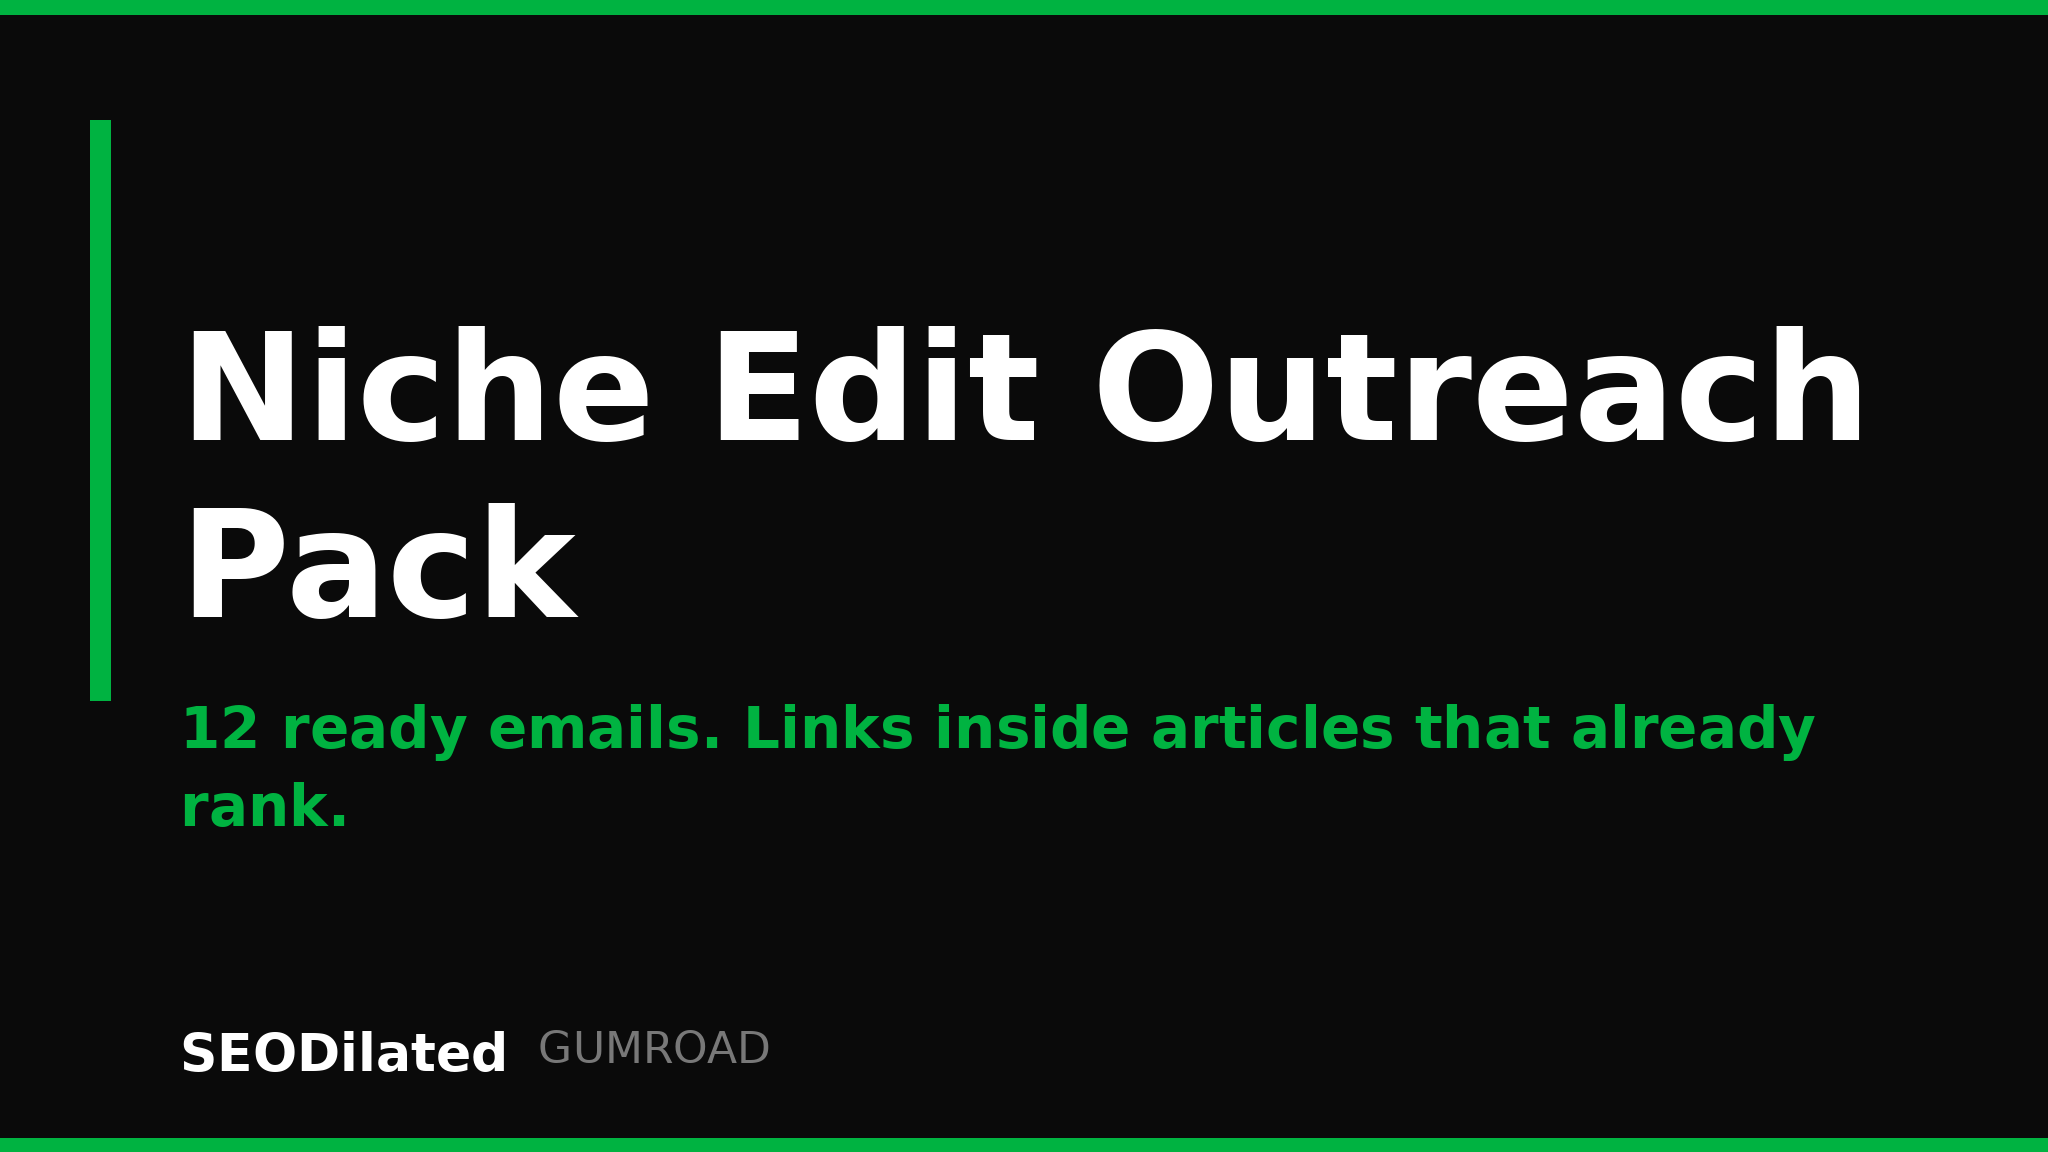 Niche Edit Outreach
Pack
12 ready emails. Links inside articles that already
rank.
SEODilated GUMROAD